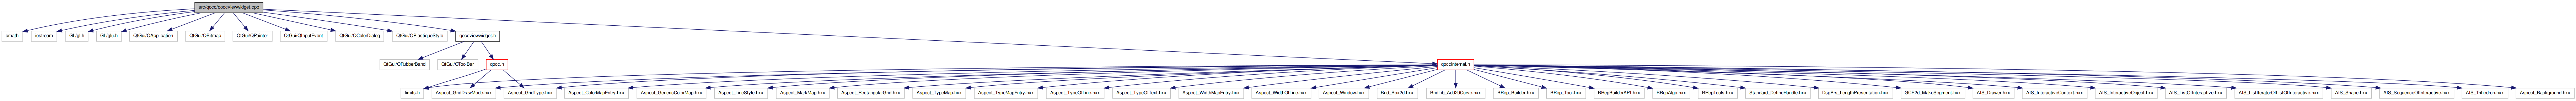 src/qocc/qoccviewwidget.cpp
cmath
iostream
GL/gl.h
GL/glu.h
QtGui/QApplication
QtGui/QBitmap
QtGui/QPainter
QtGui/QInputEvent
QtGui/QColorDialog
QtGui/QPlastiqueStyle
qoccviewwidget.h
QtGui/QRubberBand
QtGui/QToolBar
qocc.h
qoccinternal.h
limits.h
Aspect_GridDrawMode.hxx
Aspect_GridType.hxx
Aspect_ColorMapEntry.hxx
Aspect_GenericColorMap.hxx
Aspect_LineStyle.hxx
Aspect_MarkMap.hxx
Aspect_RectangularGrid.hxx
Aspect_TypeMap.hxx
Aspect_TypeMapEntry.hxx
Aspect_TypeOfLine.hxx
Aspect_TypeOfText.hxx
Aspect_WidthMapEntry.hxx
Aspect_WidthOfLine.hxx
Aspect_Window.hxx
Bnd_Box2d.hxx
BndLib_Add2dCurve.hxx
BRep_Builder.hxx
BRep_Tool.hxx
BRepBuilderAPI.hxx
BRepAlgo.hxx
BRepTools.hxx
Standard_DefineHandle.hxx
DsgPrs_LengthPresentation.hxx
GCE2d_MakeSegment.hxx
AIS_Drawer.hxx
AIS_InteractiveContext.hxx
AIS_InteractiveObject.hxx
AIS_ListOfInteractive.hxx
AIS_ListIteratorOfListOfInteractive.hxx
AIS_Shape.hxx
AIS_SequenceOfInteractive.hxx
AIS_Trihedron.hxx
Aspect_Background.hxx